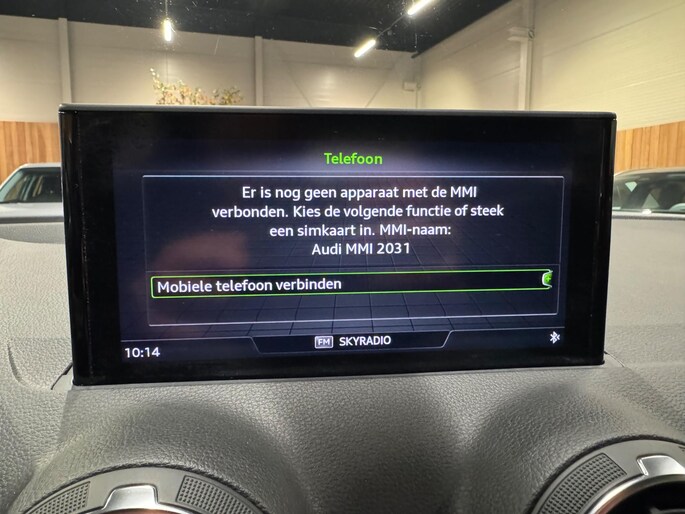 Telefoon
Er is nog geen apparaat met de MMI
verbonden. Kies de volgende functie of steek
een simkaart in. MMI-naam:
Audi MMI 2031
Mobiele telefoon verbinden
FM SKYRADIO
10:14